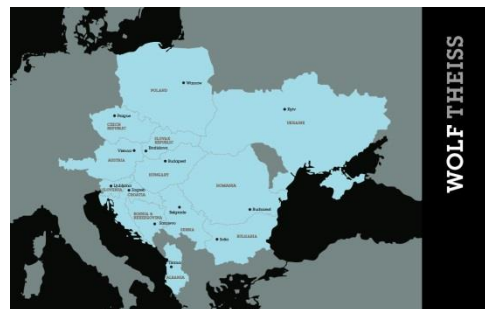 WOLF THEISS
POLAND
Warsaw
Prague
CZECH
REPUBLIC
Kyiv
UKRAINE
SLOVAK
REPUBLIC
Bratislava
Vienna
AUSTRIA
Budapest
HUNGARY
Ljubljana
SLOVENIA
Zagreb
CROATIA
ROMANIA
Bucharest
BOSNIA &
HERZEGOVINA
Belgrade
Sarajevo
SERBIA
Sofia
BULGARIA
Tirana
ALBANIA